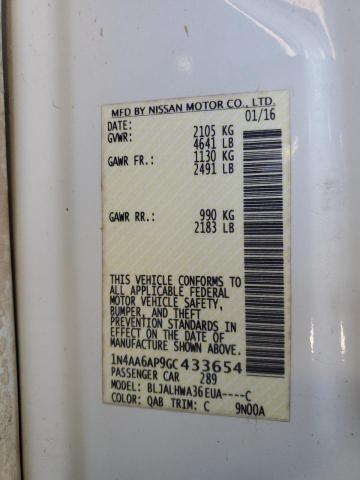 MFD BY NISSAN MOTOR CO., LTD.
DATE: 01/16
GVWR: 2105 KG
4641 LB
GAWR FR.: 1130 KG
2491 LB
GAWR RR.: 990 KG
2183 LB
THIS VEHICLE CONFORMS TO
ALL APPLICABLE FEDERAL
MOTOR VEHICLE SAFETY,
BUMPER, AND THEFT
PREVENTION STANDARDS IN
EFFECT ON THE DATE OF
MANUFACTURE.
1N4AA6AP9GC433654
PASSENGER CAR 289
MODEL: BLJALHWA36EUA----C
COLOR: QAB TRIM: C 9N00A